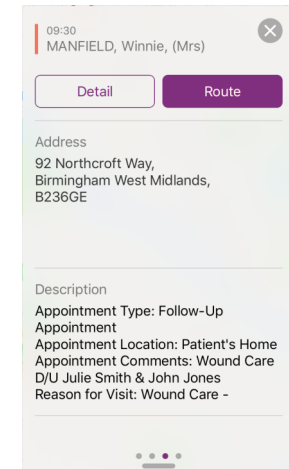 09:30
MANFIELD, Winnie, (Mrs)
Detail
Route
Address
92 Northcroft Way,
Birmingham West Midlands,
B236GE
Description
Appointment Type: Follow-Up
Appointment
Appointment Location: Patient's Home
Appointment Comments: Wound Care
D/U Julie Smith & John Jones
Reason for Visit: Wound Care -